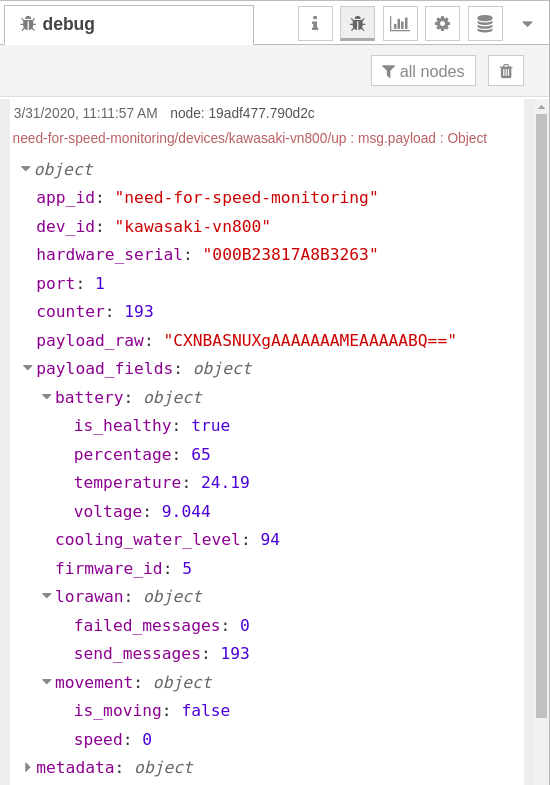 debug
all nodes
3/31/2020, 11:11:57 AM node: 19adf477.790d2c
need-for-speed-monitoring/devices/kawasaki-vn800/up : msg.payload : Object
object
app_id: "need-for-speed-monitoring"
dev_id: "kawasaki-vn800"
hardware_serial: "000B23817A8B3263"
port: 1
counter: 193
payload_raw: "CXNBASNUXgAAAAAAAMEAAAAABQ=="
payload_fields: object
battery: object
is_healthy: true
percentage: 65
temperature: 24.19
voltage: 9.044
cooling_water_level: 94
firmware_id: 5
lorawan: object
failed_messages: 0
send_messages: 193
movement: object
is_moving: false
speed: 0
metadata: object